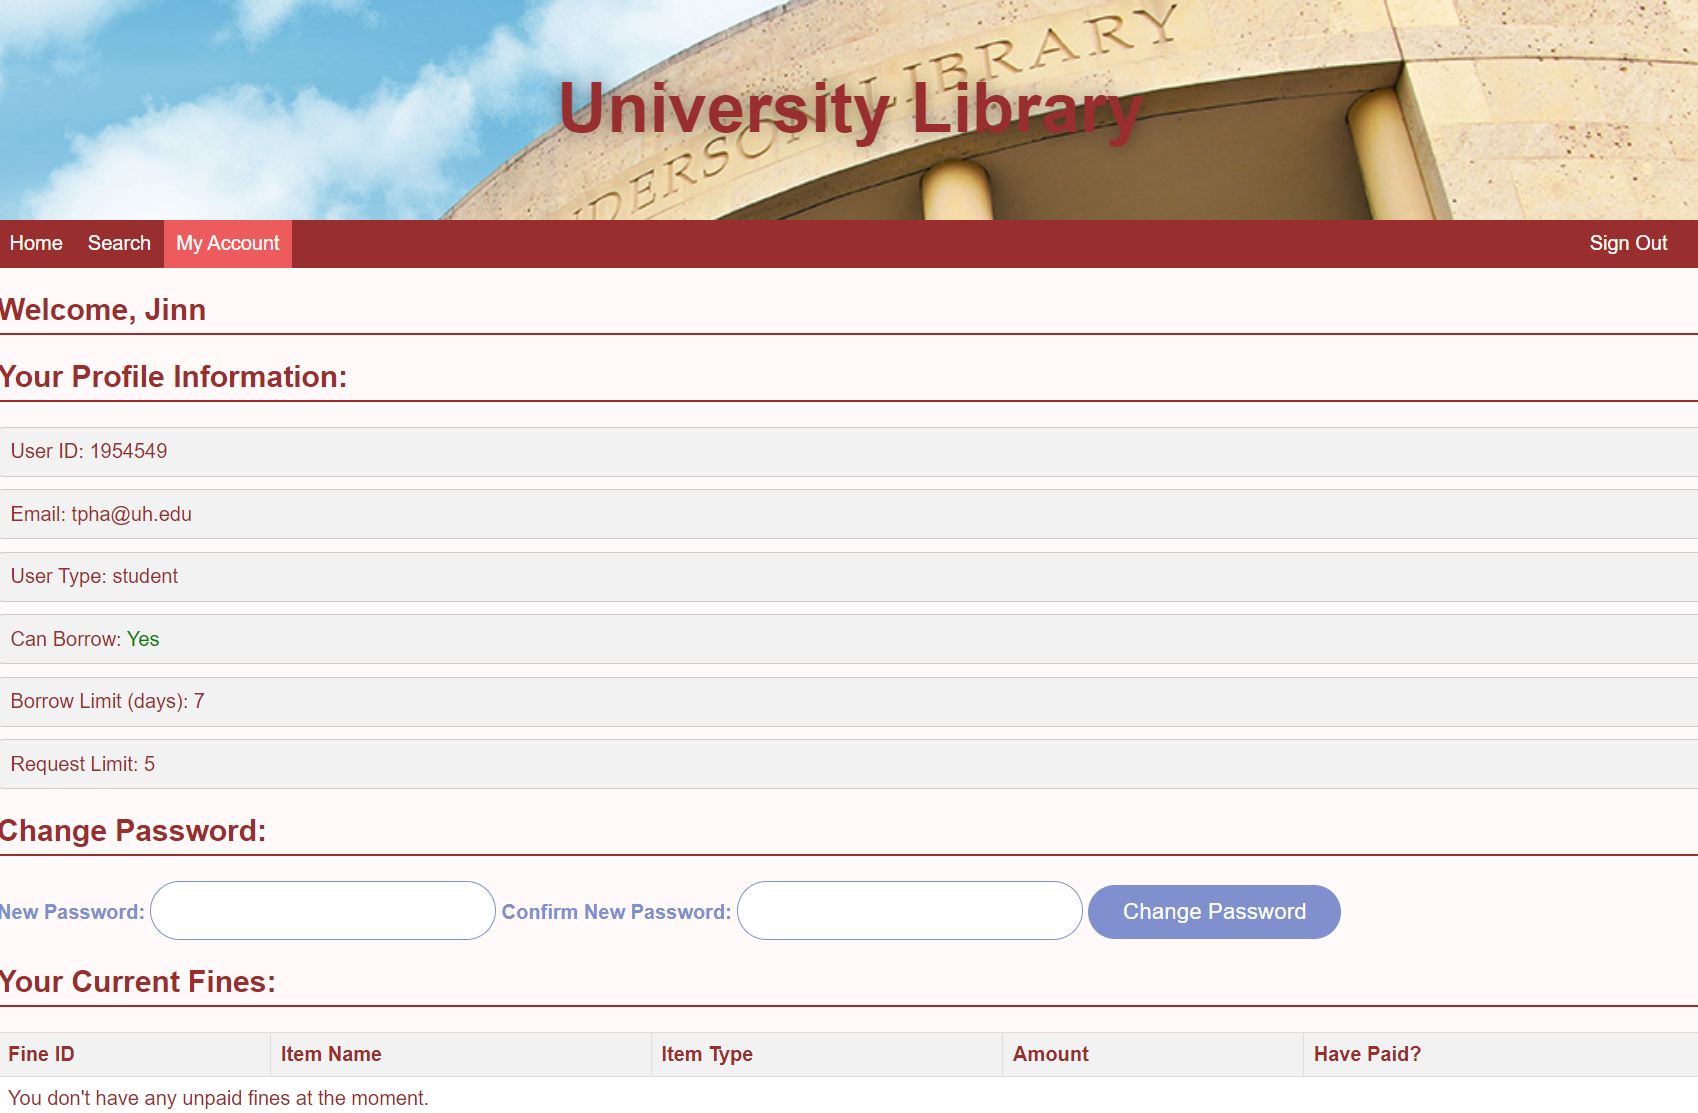 LIBRARY
University Library
Home Search My Account Sign Out
Welcome, Jinn
Your Profile Information:
User ID: 1954549
Email: tpha@uh.edu
User Type: student
Can Borrow: Yes
Borrow Limit (days): 7
Request Limit: 5
Change Password:
New Password: Confirm New Password: Change Password
Your Current Fines:
Fine ID Item Name Item Type Amount Have Paid?
You don't have any unpaid fines at the moment.